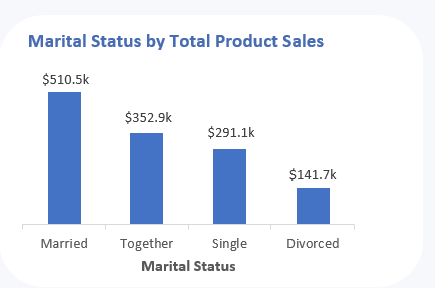 Marital Status by Total Product Sales
$510.5k
$352.9k
$291.1k
$141.7k
Married Together Single Divorced
Marital Status